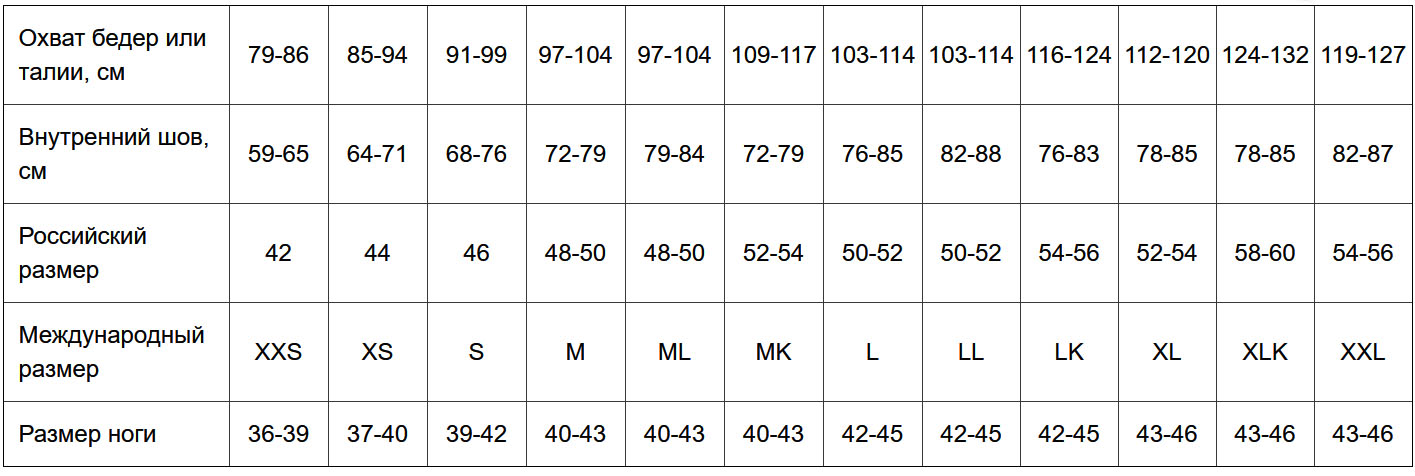 Охват бедер или
талии, см
79-86 85-94 91-99 97-104 97-104 109-117 103-114 103-114 116-124 112-120 124-132 119-127
Внутренний шов,
см
59-65 64-71 68-76 72-79 79-84 72-79 76-85 82-88 76-83 78-85 78-85 82-87
Российский
размер
42 44 46 48-50 48-50 52-54 50-52 50-52 54-56 52-54 58-60 54-56
Международный
размер
XXS XS S M ML MK L LL LK XL XLK XXL
Размер ноги 36-39 37-40 39-42 40-43 40-43 40-43 42-45 42-45 42-45 43-46 43-46 43-46